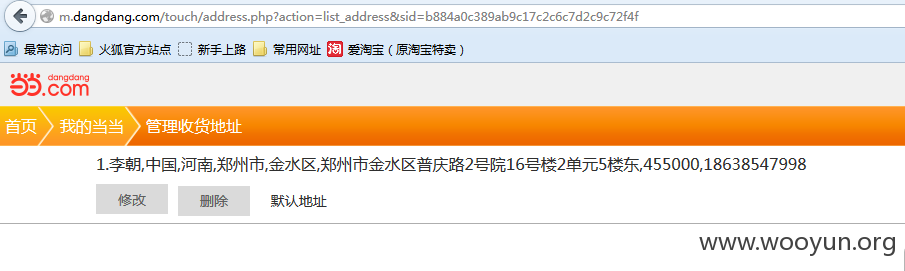 m.dangdang.com/touch/address.php?action=list_address&sid=b884a0c389ab9c17c2c6c7d2c9c72f4f
最常访问 火狐官方站点 新手上路 常用网址 淘 爱淘宝（原淘宝特卖）
当当 dangdang
.com
首页 我的当当 管理收货地址
1.李朝,中国,河南,郑州市,金水区,郑州市金水区普庆路2号院16号楼2单元5楼东,455000,18638547998
修改 删除 默认地址
www.wooyun.org